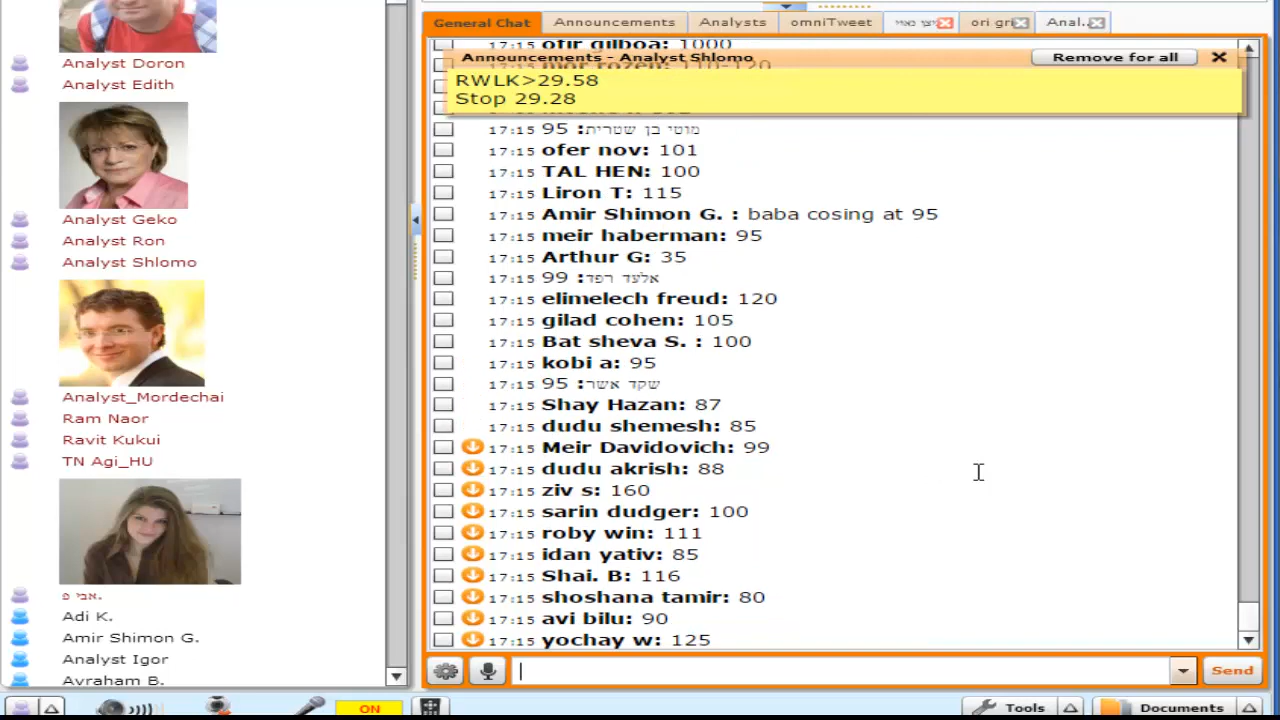 Analyst Doron
Analyst Edith
Analyst Geko
Analyst Ron
Analyst Shlomo
Analyst_Mordechai
Ram Naor
Ravit Kukui
TN Agi_HU
אבי פ.
Adi K.
Amir Shimon G.
Analyst Igor
Avraham B.
General Chat Announcements Analysts omniTweet ori gri Anal..
17:15 ofir gilboa: 1000
Announcements - Analyst Shlomo Remove for all
RWLK>29.58
Stop 29.28
17:15 מוטי בן שטרית: 95
17:15 ofer nov: 101
17:15 TAL HEN: 100
17:15 Liron T: 115
17:15 Amir Shimon G. : baba cosing at 95
17:15 meir haberman: 95
17:15 Arthur G: 35
17:15 אלעד רפד: 99
17:15 elimelech freud: 120
17:15 gilad cohen: 105
17:15 Bat sheva S. : 100
17:15 kobi a: 95
17:15 שקד אשר: 95
17:15 Shay Hazan: 87
17:15 dudu shemesh: 85
17:15 Meir Davidovich: 99
17:15 dudu akrish: 88
17:15 ziv s: 160
17:15 sarin dudger: 100
17:15 roby win: 111
17:15 idan yativ: 85
17:15 Shai. B: 116
17:15 shoshana tamir: 80
17:15 avi bilu: 90
17:15 yochay w: 125
Send
ON Tools Documents